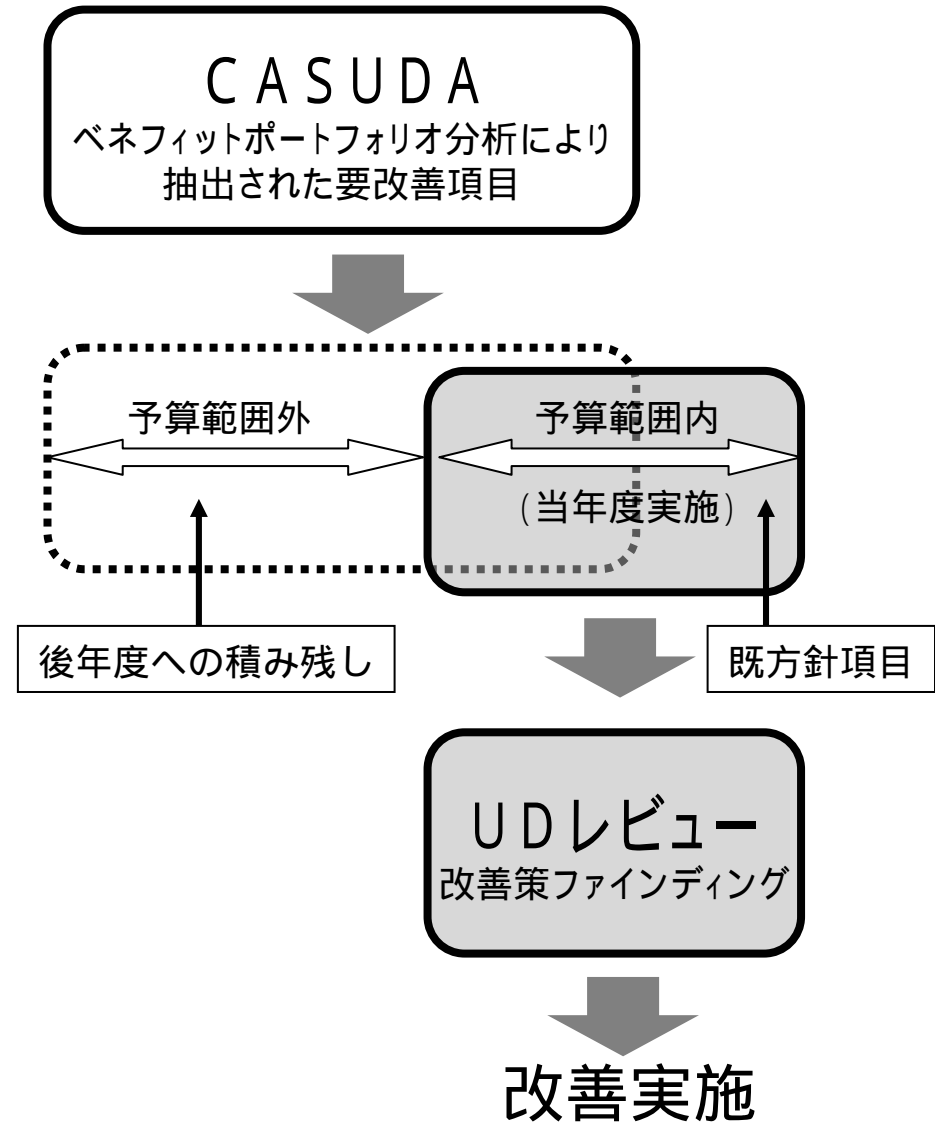 CASUDA
ベネフィットポートフォリオ分析により
抽出された要改善項目
予算範囲外
予算範囲内
(当年度実施)
後年度への積み残し
既方針項目
UDレビュー
改善策ファインディング
改善実施